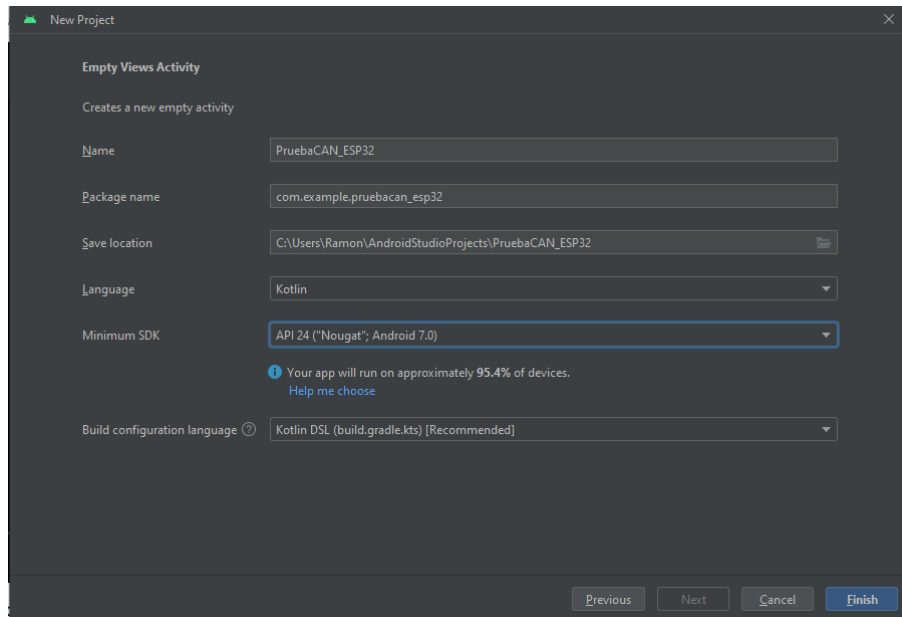 New Project
Empty Views Activity
Creates a new empty activity
Name PruebaCAN_ESP32
Package name com.example.pruebacan_esp32
Save location C:\Users\Ramon\AndroidStudioProjects\PruebaCAN_ESP32
Language Kotlin
Minimum SDK API 24 ("Nougat"; Android 7.0)
Your app will run on approximately 95.4% of devices.
Help me choose
Build configuration language Kotlin DSL (build.gradle.kts) [Recommended]
Previous Next Cancel Finish